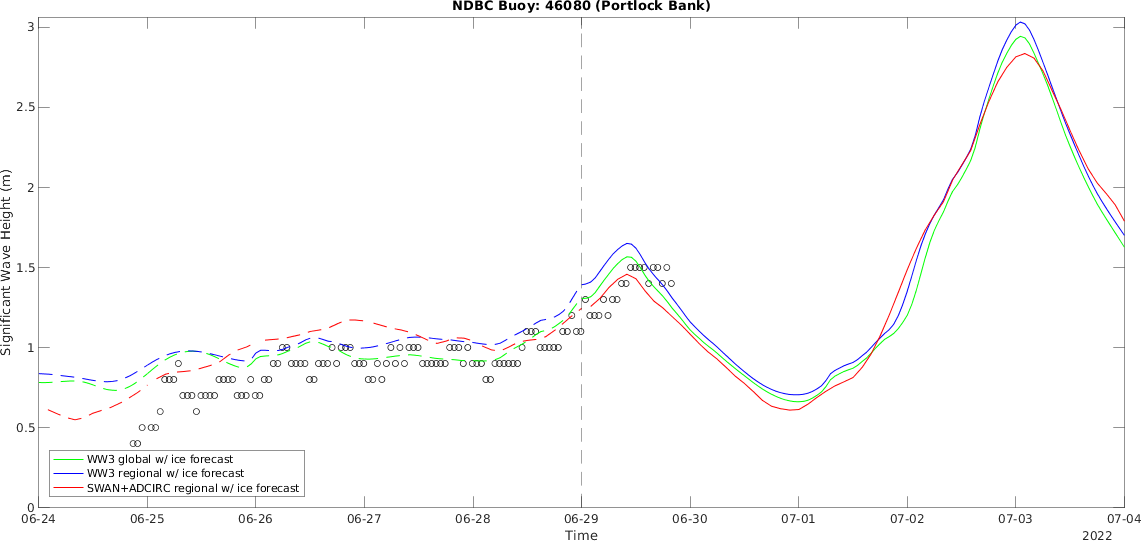 NDBC Buoy: 46080 (Portlock Bank)
3
2.5
2
1.5
1
0.5
0
Significant Wave Height (m)
WW3 global w/ ice forecast
WW3 regional w/ ice forecast
SWAN+ADCIRC regional w/ ice forecast
06-24 06-25 06-26 06-27 06-28 06-29 06-30 07-01 07-02 07-03 07-04
Time
2022